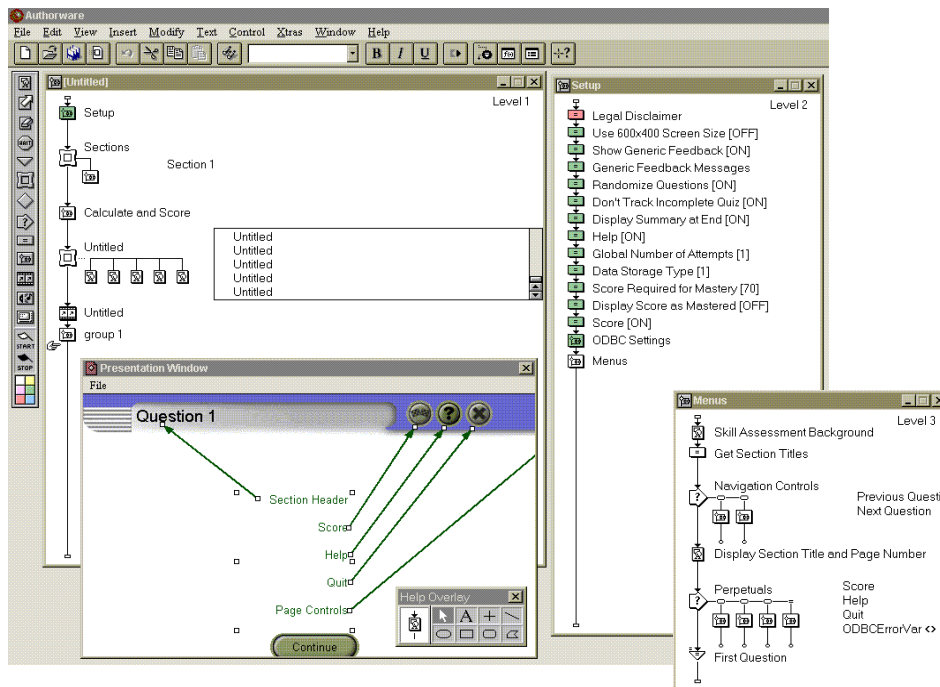 Authorware
File Edit View Insert Modify Text Control Xtras Window Help
B I U
[Untitled]
Level 1
Setup
Sections
Section 1
Calculate and Score
Untitled
Untitled
Untitled
Untitled
Untitled
Untitled
Untitled
group 1
WAIT
START
STOP
Setup
Level 2
Legal Disclaimer
Use 600x400 Screen Size [OFF]
Show Generic Feedback [ON]
Generic Feedback Messages
Randomize Questions [ON]
Don't Track Incomplete Quiz [ON]
Display Summary at End [ON]
Help [ON]
Global Number of Attempts [1]
Data Storage Type [1]
Score Required for Mastery [70]
Display Score as Mastered [OFF]
Score [ON]
ODBC Settings
Menus
Presentation Window
File
Question 1
Section Header
Score
Help
Quit
Page Controls
Continue
Help Overlay
A
Menus
Level 3
Skill Assessment Background
Get Section Titles
Navigation Controls
Previous Questi
Next Question
Display Section Title and Page Number
Perpetuals
Score
Help
Quit
ODBCErrorVar <>
First Question